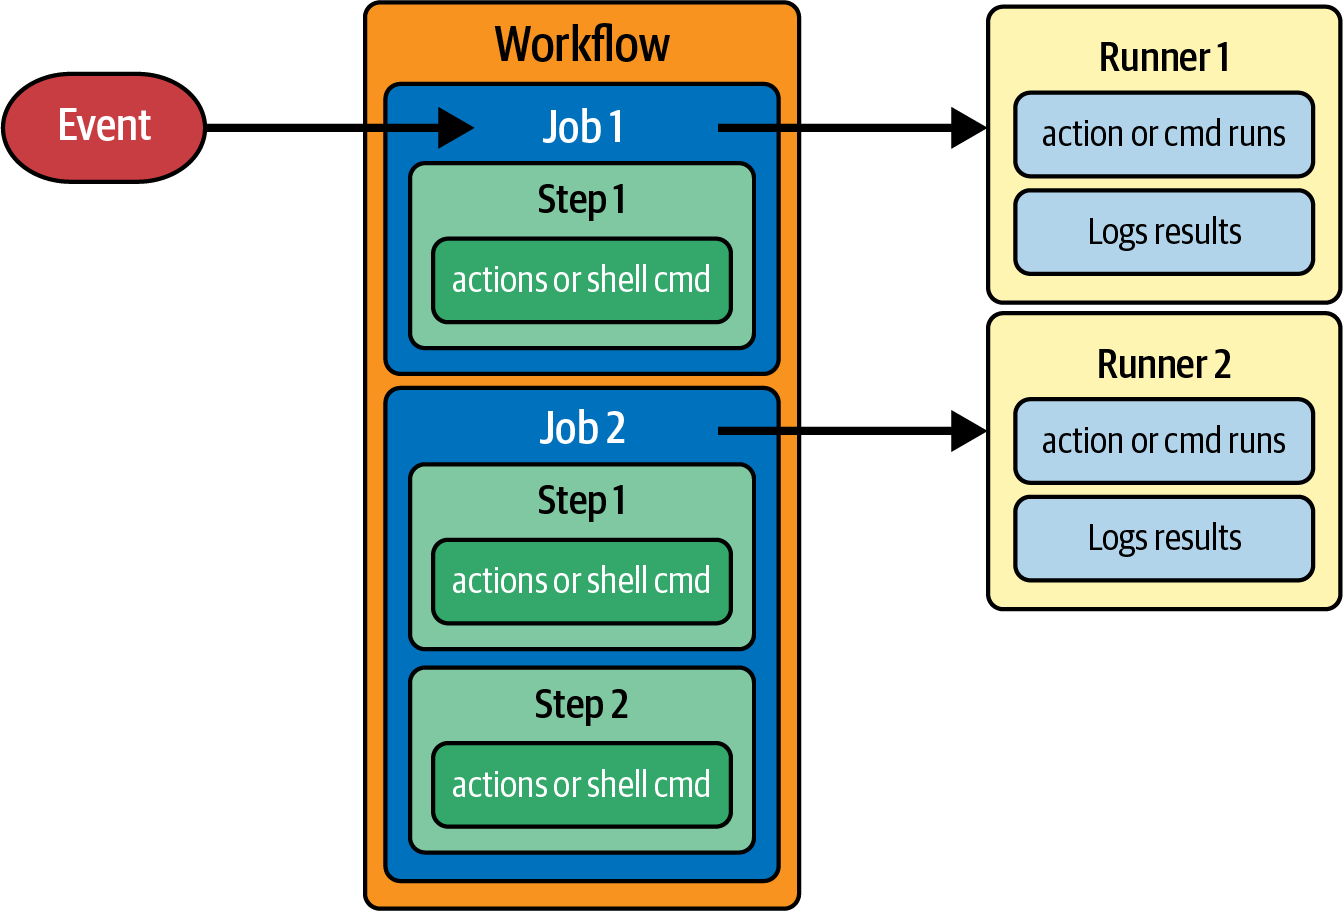 Event
Workflow
Job 1
Step 1
actions or shell cmd
Job 2
Step 1
actions or shell cmd
Step 2
actions or shell cmd
Runner 1
action or cmd runs
Logs results
Runner 2
action or cmd runs
Logs results